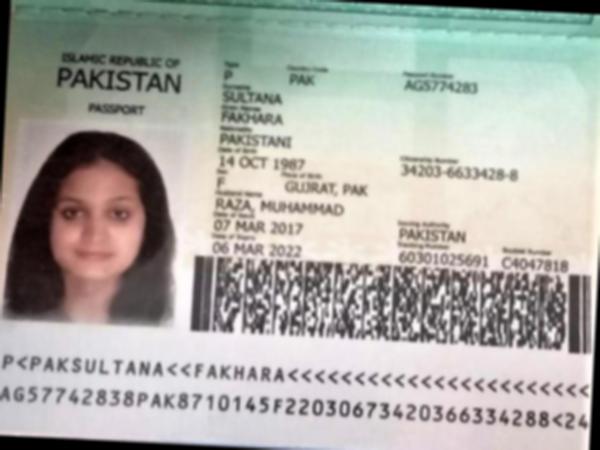 ISLAMIC REPUBLIC OF
PAKISTAN
PASSPORT
Type Country Code Passport Number
P PAK AG5774283
Surname
SULTANA
Given Names
FAKHARA
Nationality
PAKISTANI
Date of Birth Citizenship Number
14 OCT 1987 34203-6633428-8
Sex Place of Birth
F GUJRAT, PAK
Husband Name
RAZA, MUHAMMAD
Date of Issue Issuing Authority
07 MAR 2017 PAKISTAN
Date of Expiry Tracking Number Booklet Number
06 MAR 2022 60301025691 C4047818
P<PAKSULTANA<<FAKHARA<<<<<<<<<<<<<<<<<<<<<<<
AG57742838PAK8710145F22030673420366334288<24